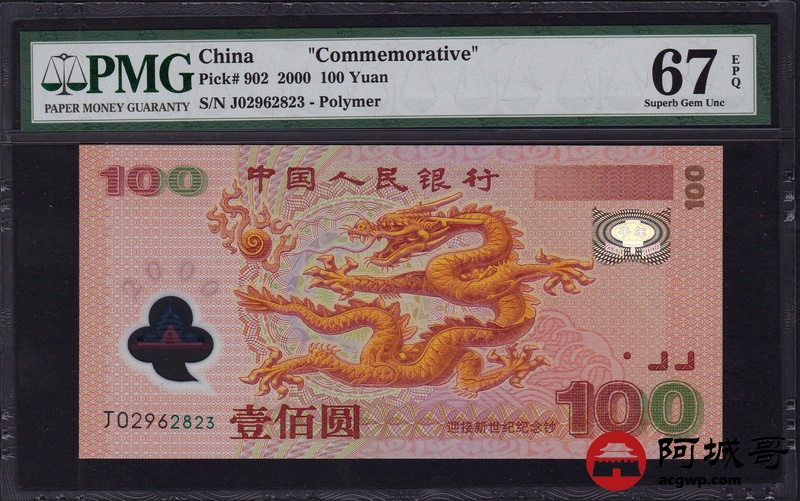 PMG
PAPER MONEY GUARANTY
China "Commemorative"
Pick# 902 2000 100 Yuan
S/N J02962823 - Polymer
67 EPQ
Superb Gem Unc
100 中国人民银行 100
2000
J02962823
壹佰圆
迎接新世纪纪念钞
100
阿城哥
acgwp.com